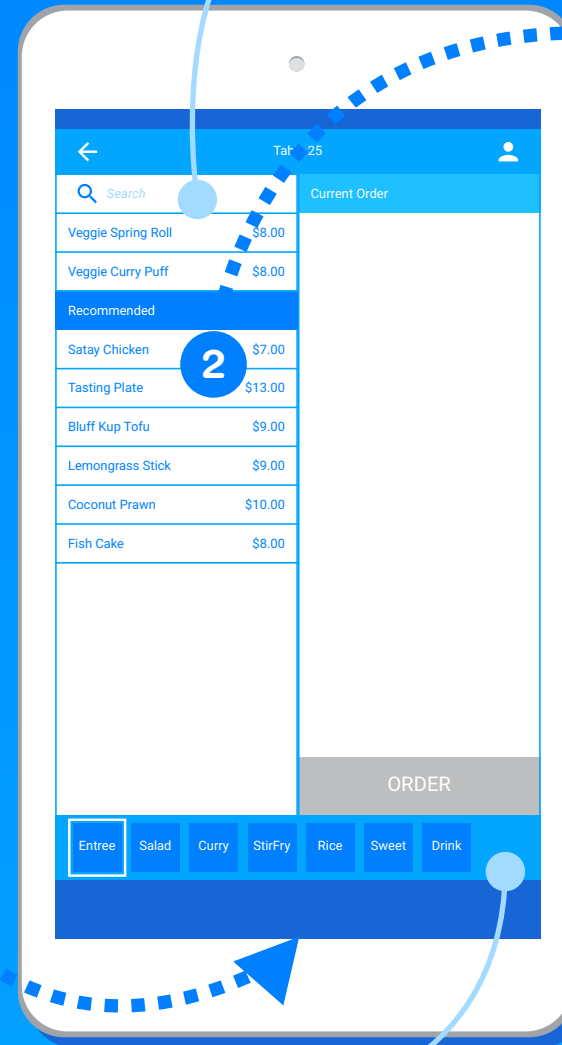 Table 25
Search
Current Order
Veggie Spring Roll $8.00
Veggie Curry Puff $8.00
Recommended
Satay Chicken $7.00
2
Tasting Plate $13.00
Bluff Kup Tofu $9.00
Lemongrass Stick $9.00
Coconut Prawn $10.00
Fish Cake $8.00
ORDER
Entree Salad Curry StirFry Rice Sweet Drink